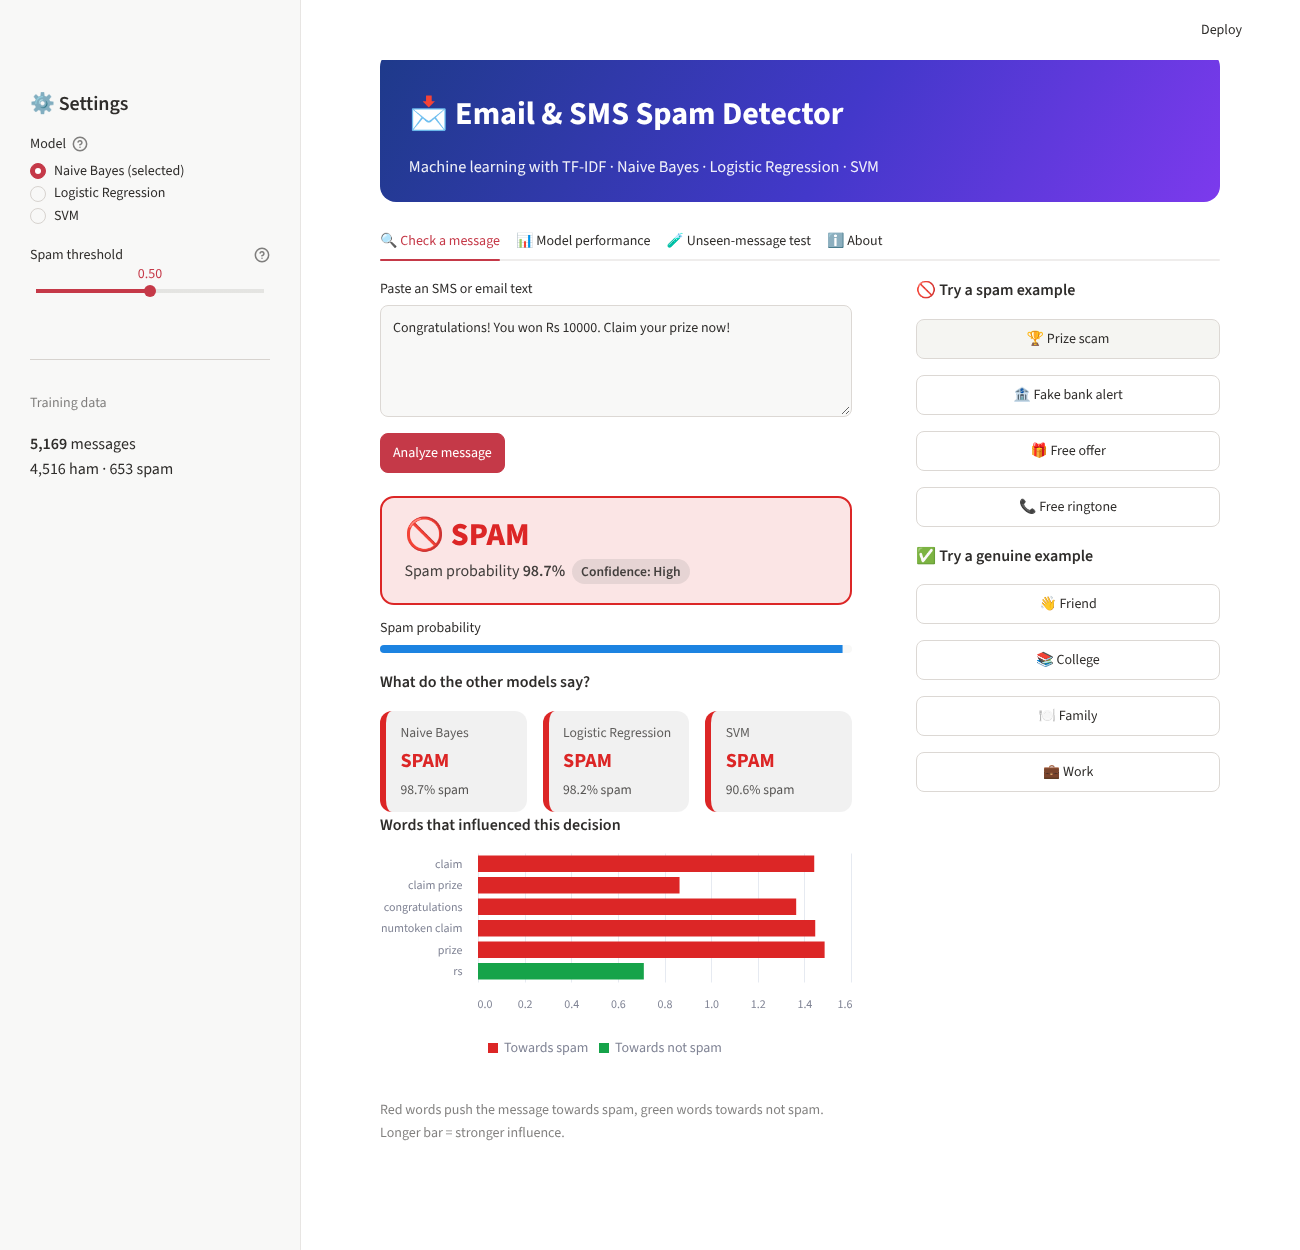 Deploy
⚙️ Settings
Model
Naive Bayes (selected)
Logistic Regression
SVM
Spam threshold
0.50
Training data
5,169 messages
4,516 ham · 653 spam
📩 Email & SMS Spam Detector
Machine learning with TF-IDF · Naive Bayes · Logistic Regression · SVM
🔍 Check a message 📊 Model performance 🧪 Unseen-message test ℹ️ About
Paste an SMS or email text
Congratulations! You won Rs 10000. Claim your prize now!
Analyze message
🚫 SPAM
Spam probability 98.7% Confidence: High
Spam probability
What do the other models say?
Naive Bayes
SPAM
98.7% spam
Logistic Regression
SPAM
98.2% spam
SVM
SPAM
90.6% spam
Words that influenced this decision
claim
claim prize
congratulations
numtoken claim
prize
rs
0.0 0.2 0.4 0.6 0.8 1.0 1.2 1.4 1.6
Towards spam Towards not spam
Red words push the message towards spam, green words towards not spam.
Longer bar = stronger influence.
🚫 Try a spam example
🏆 Prize scam
🏦 Fake bank alert
🎁 Free offer
📞 Free ringtone
✅ Try a genuine example
👋 Friend
📚 College
🍽️ Family
💼 Work